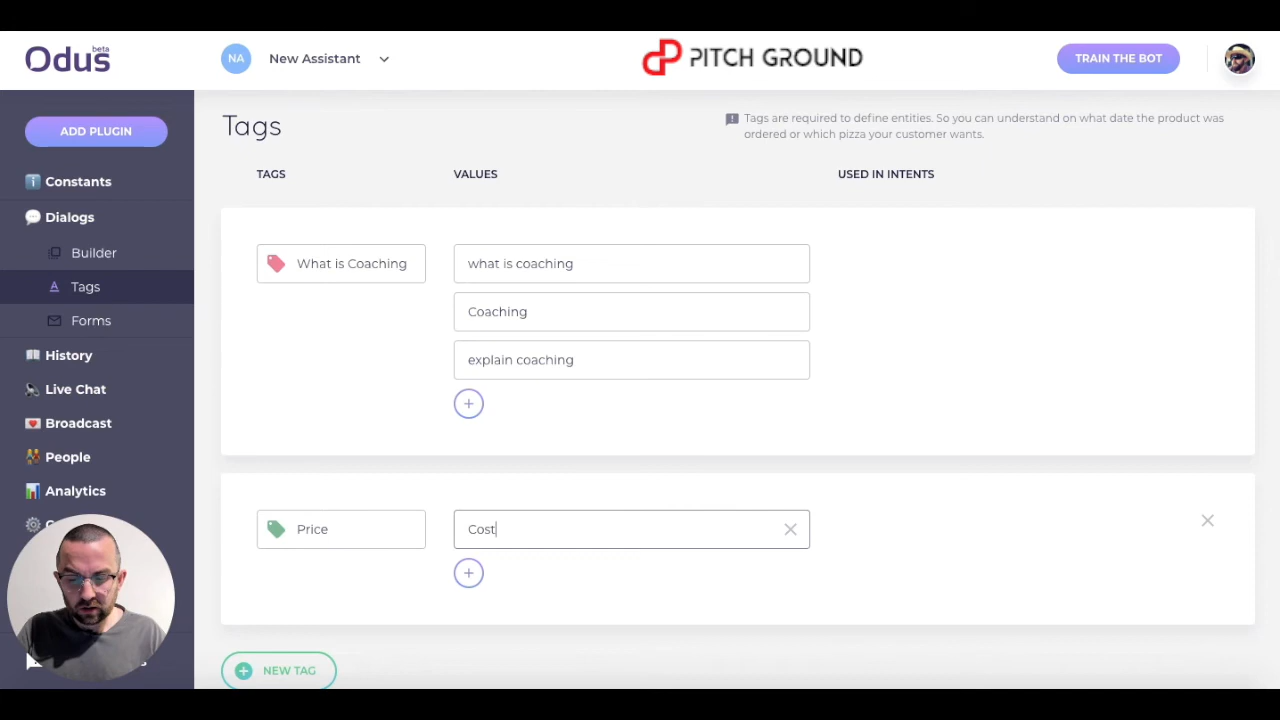 Odus beta
NA New Assistant
PITCH GROUND
TRAIN THE BOT
ADD PLUGIN
Constants
Dialogs
Builder
Tags
Forms
History
Live Chat
Broadcast
People
Analytics
Tags
Tags are required to define entities. So you can understand on what date the product was
ordered or which pizza your customer wants.
TAGS VALUES USED IN INTENTS
What is Coaching what is coaching
Coaching
explain coaching
Price Cost
NEW TAG